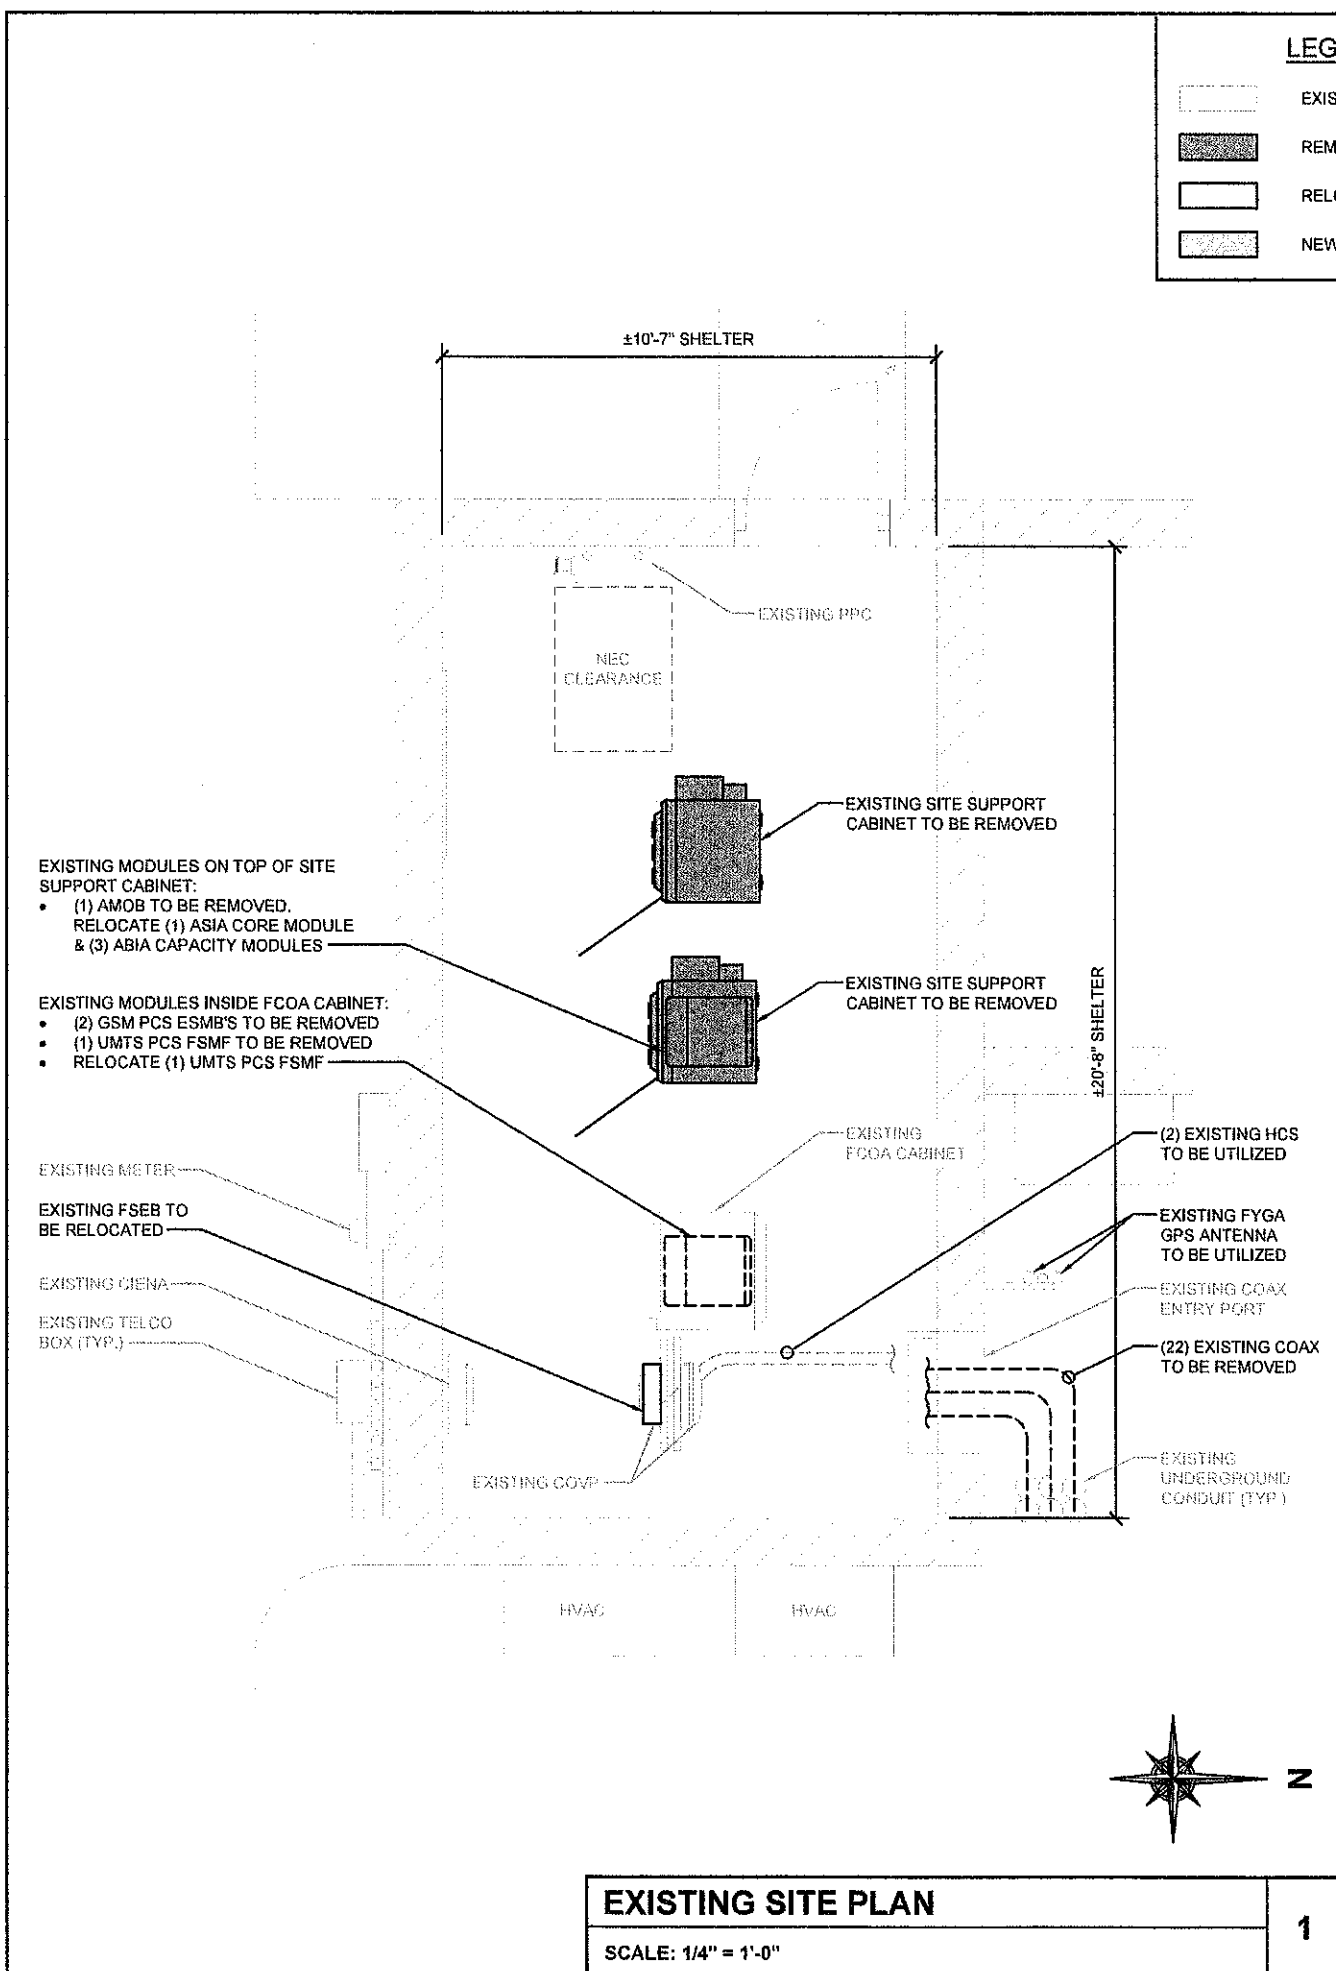 LEG
EXIS
REM
RELO
NEW
±10'-7" SHELTER
EXISTING PPC
NEC
CLEARANCE
EXISTING SITE SUPPORT
CABINET TO BE REMOVED
EXISTING MODULES ON TOP OF SITE
SUPPORT CABINET:
• (1) AMOB TO BE REMOVED,
RELOCATE (1) ASIA CORE MODULE
& (3) ABIA CAPACITY MODULES
EXISTING SITE SUPPORT
CABINET TO BE REMOVED
EXISTING MODULES INSIDE FCOA CABINET:
• (2) GSM PCS ESMB'S TO BE REMOVED
• (1) UMTS PCS FSMF TO BE REMOVED
• RELOCATE (1) UMTS PCS FSMF
±20'-8" SHELTER
EXISTING
FCOA CABINET
(2) EXISTING HCS
TO BE UTILIZED
EXISTING METER
EXISTING FSEB TO
BE RELOCATED
EXISTING FYGA
GPS ANTENNA
TO BE UTILIZED
EXISTING CIENA
EXISTING COAX
ENTRY PORT
EXISTING TELCO
BOX (TYP.)
(22) EXISTING COAX
TO BE REMOVED
EXISTING COVP
EXISTING
UNDERGROUND
CONDUIT (TYP.)
HVAC
HVAC
N
EXISTING SITE PLAN
1
SCALE: 1/4" = 1'-0"